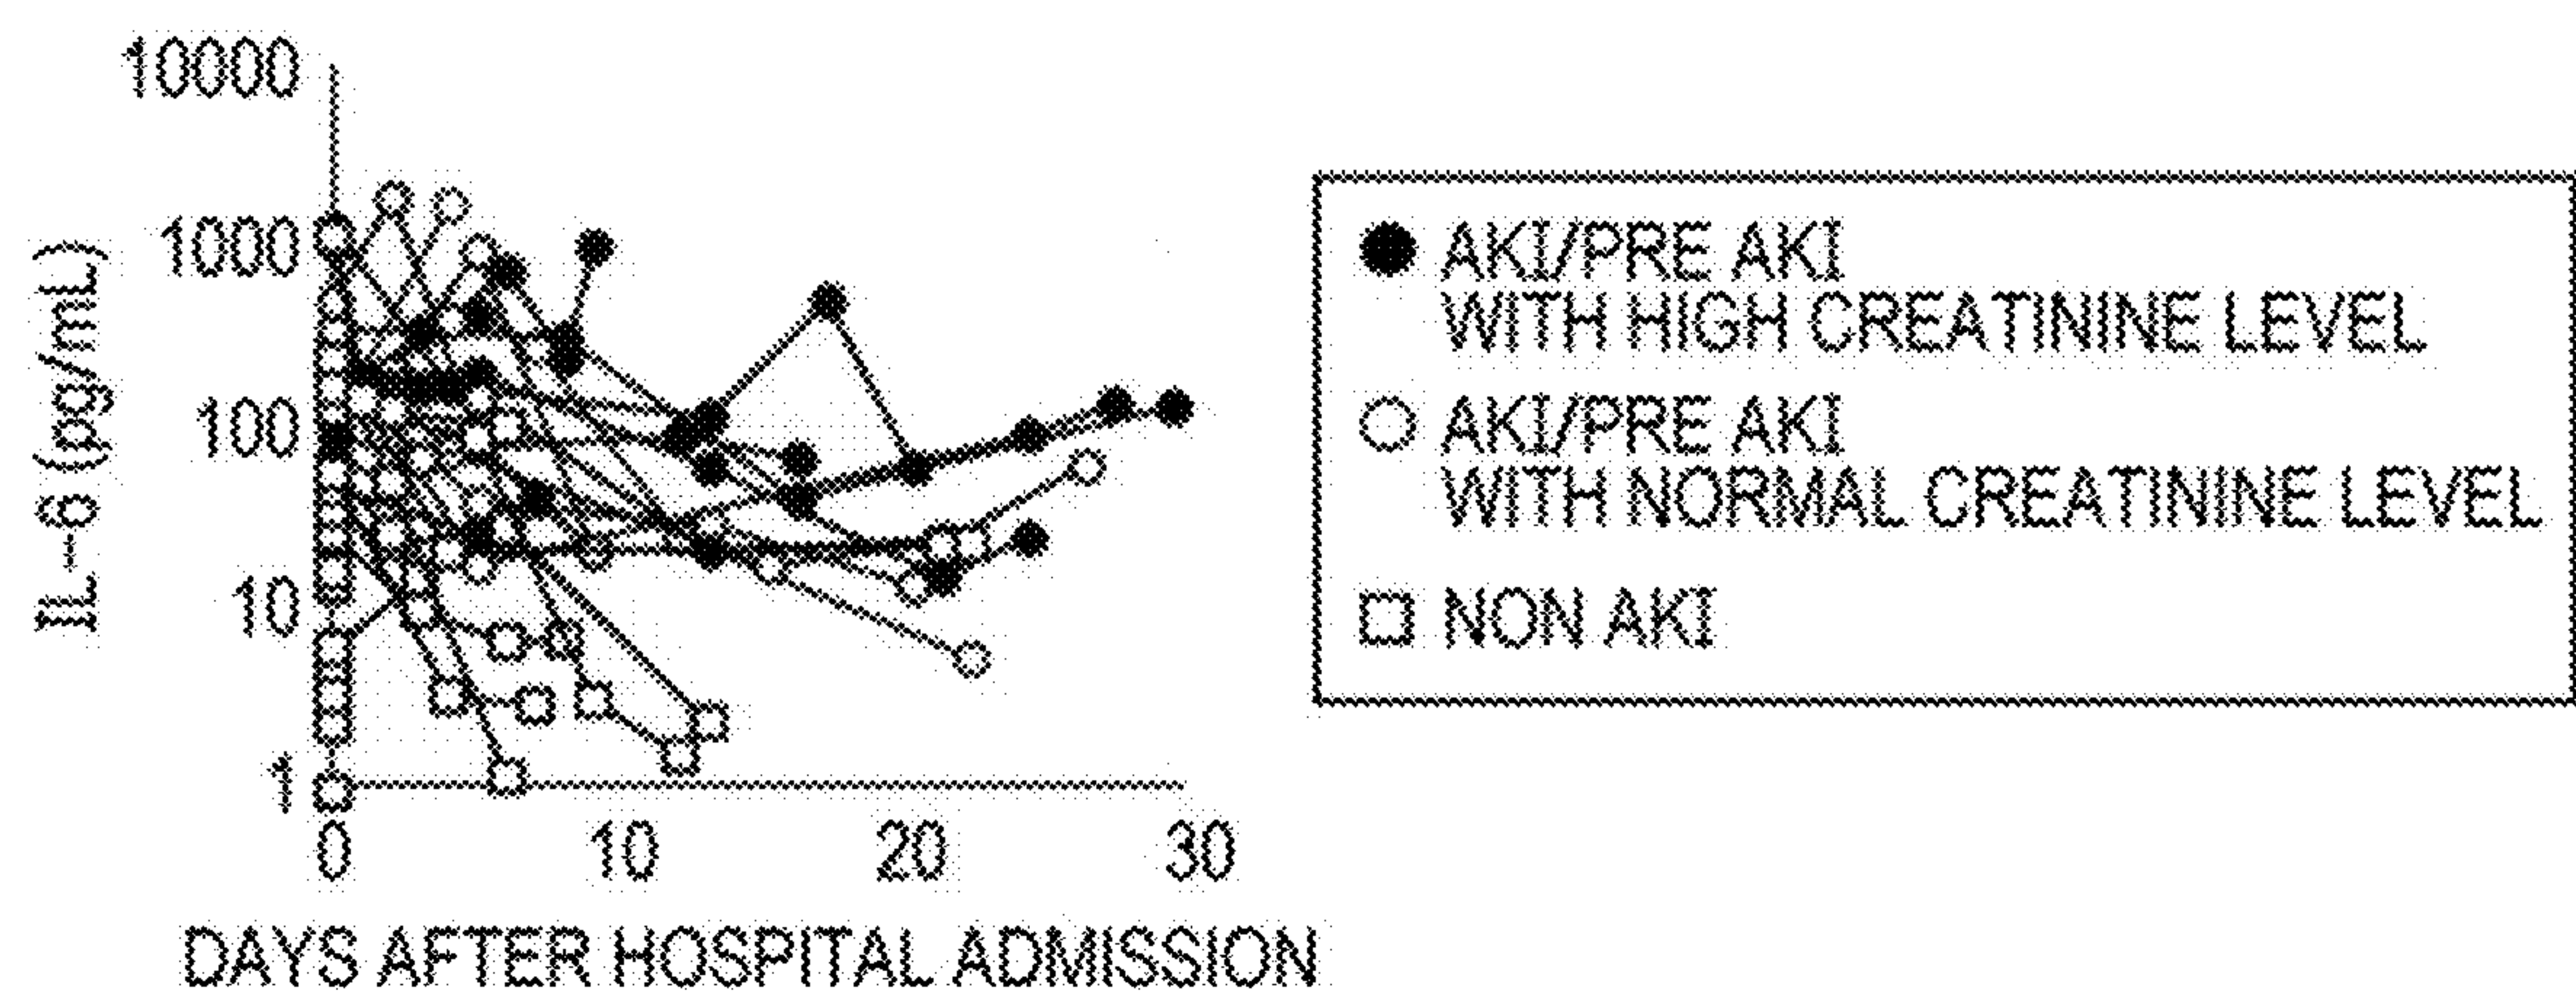 10000
1000
100
10
1
IL-6 (pg/mL)
0 10 20 30
DAYS AFTER HOSPITAL ADMISSION
AKI/PRE AKI
WITH HIGH CREATININE LEVEL
AKI/PRE AKI
WITH NORMAL CREATININE LEVEL
NON AKI